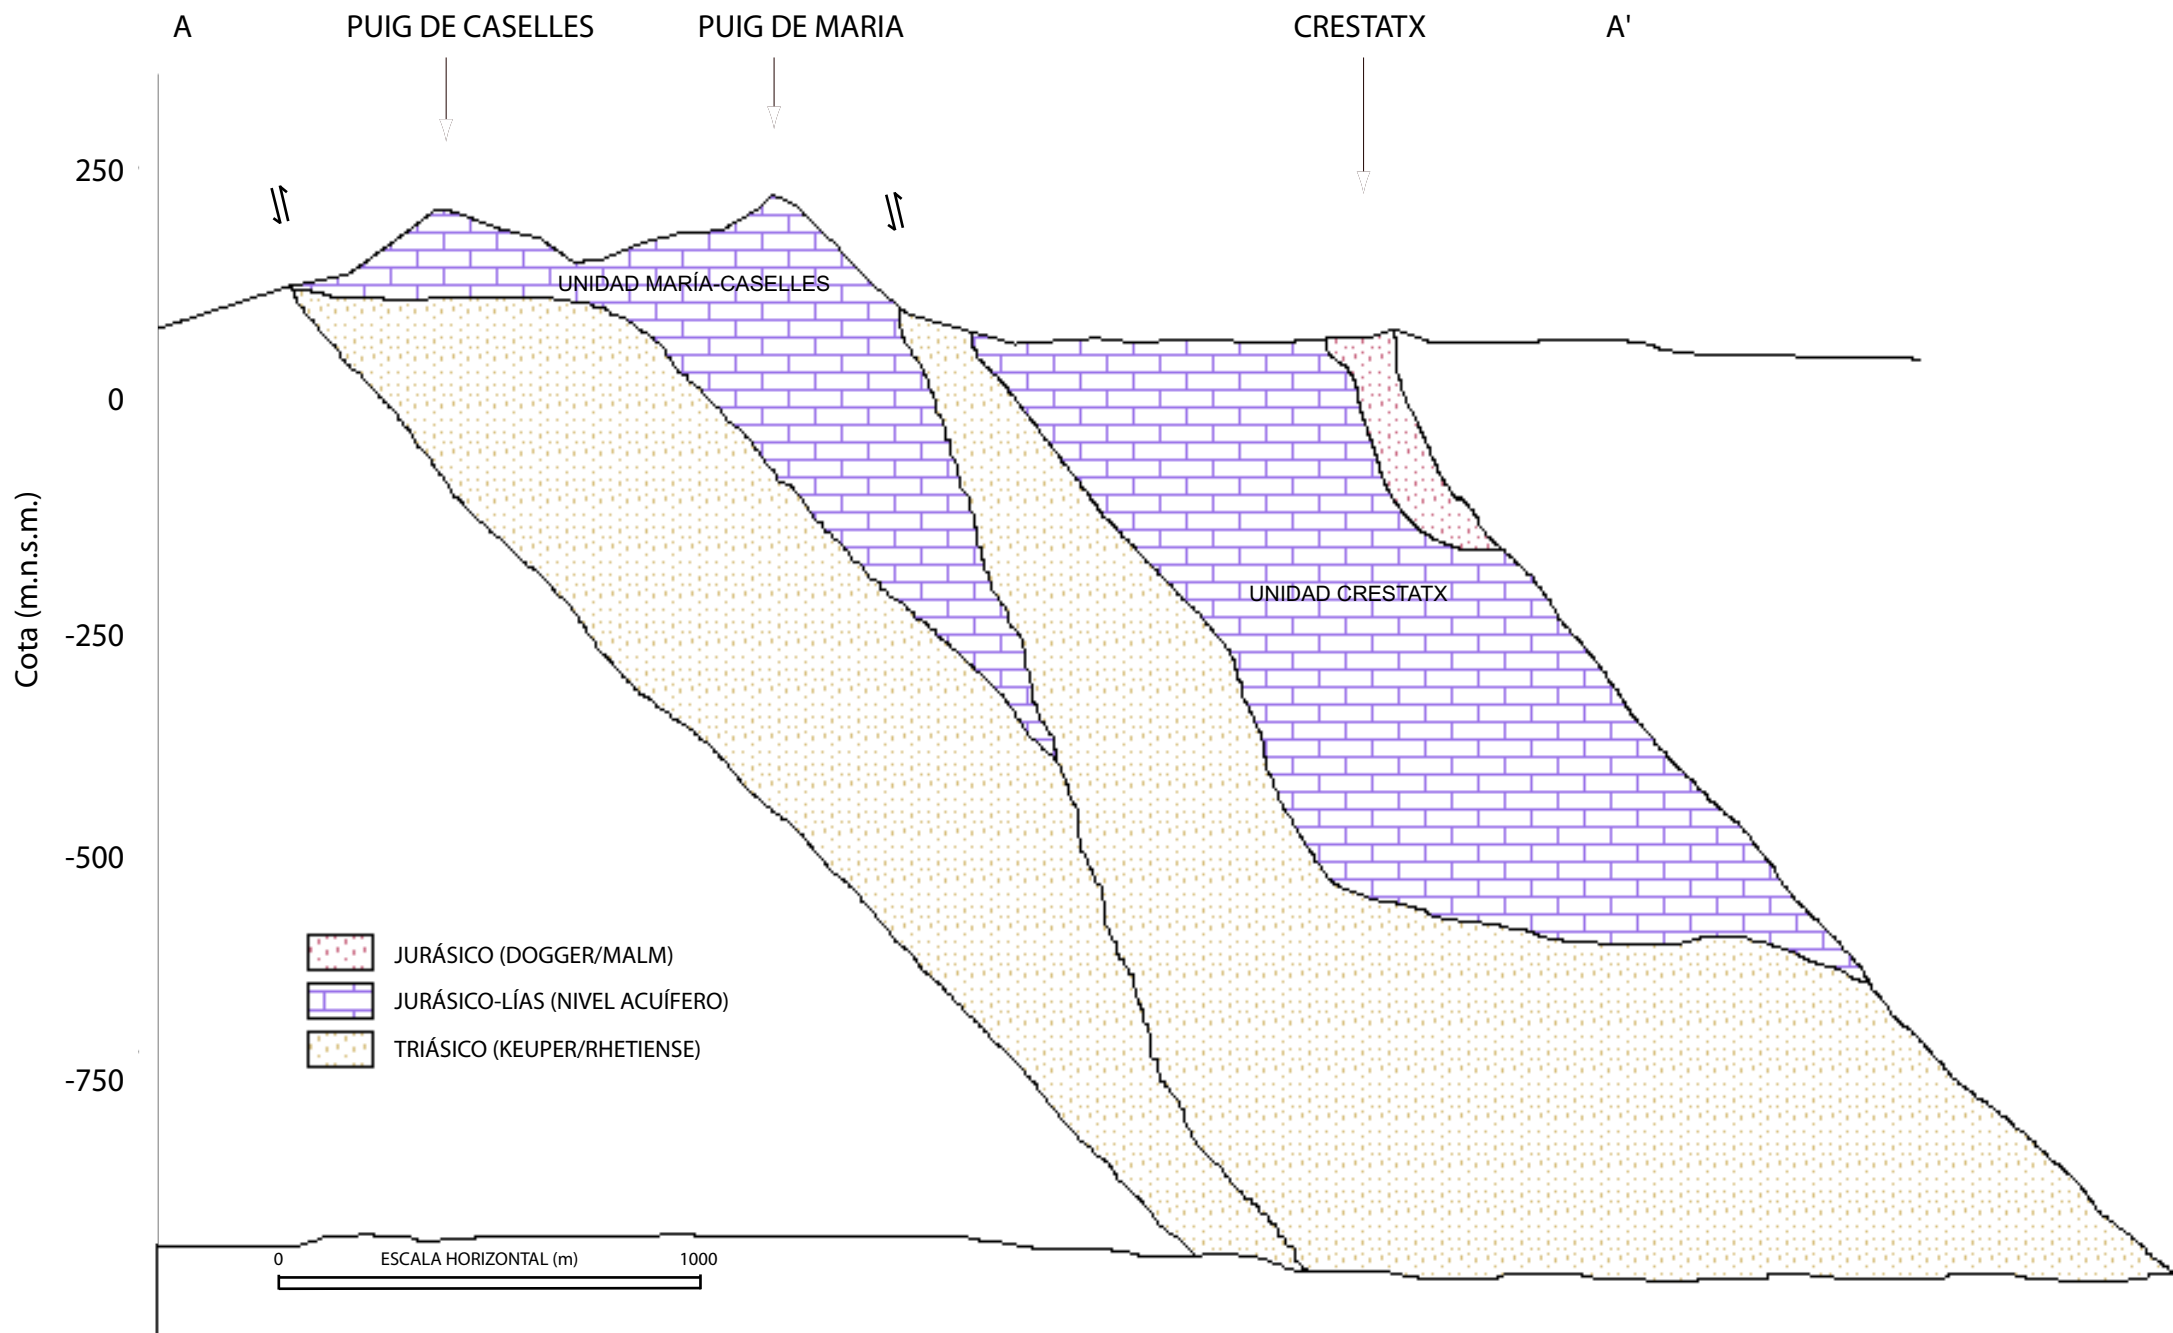 A
PUIG DE CASELLES
PUIG DE MARIA
CRESTATX
A'
250
0
-250
-500
-750
Cota (m.n.s.m.)
UNIDAD MARÍA-CASELLES
UNIDAD CRESTATX
JURÁSICO (DOGGER/MALM)
JURÁSICO-LÍAS (NIVEL ACUÍFERO)
TRIÁSICO (KEUPER/RHETIENSE)
0 ESCALA HORIZONTAL (m) 1000